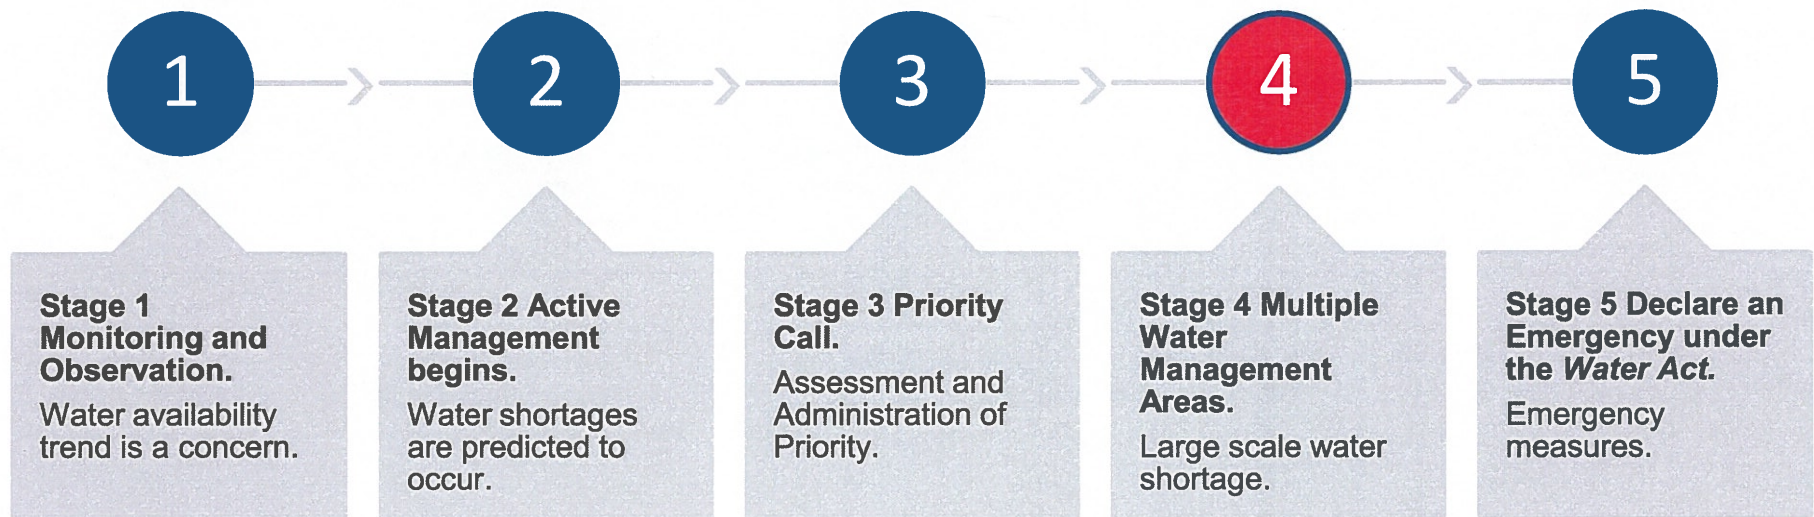 1
2
3
4
5
Stage 1
Monitoring and
Observation.
Water availability
trend is a concern.
Stage 2 Active
Management
begins.
Water shortages
are predicted to
occur.
Stage 3 Priority
Call.
Assessment and
Administration of
Priority.
Stage 4 Multiple
Water
Management
Areas.
Large scale water
shortage.
Stage 5 Declare an
Emergency under
the Water Act.
Emergency
measures.